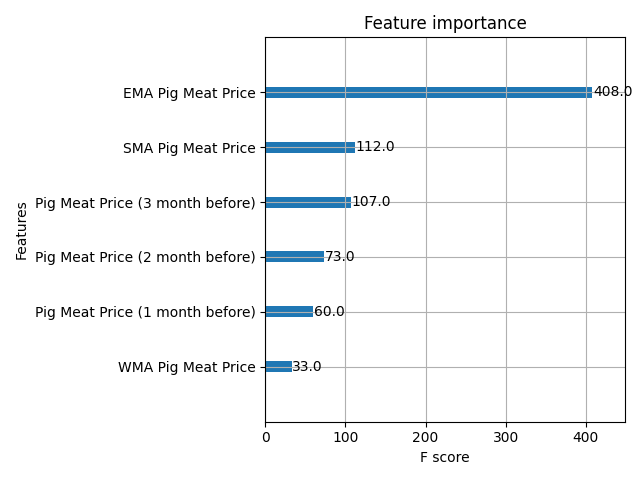 Feature importance
Features
EMA Pig Meat Price
408.0
SMA Pig Meat Price
112.0
Pig Meat Price (3 month before)
107.0
Pig Meat Price (2 month before)
73.0
Pig Meat Price (1 month before)
60.0
WMA Pig Meat Price
33.0
0 100 200 300 400
F score